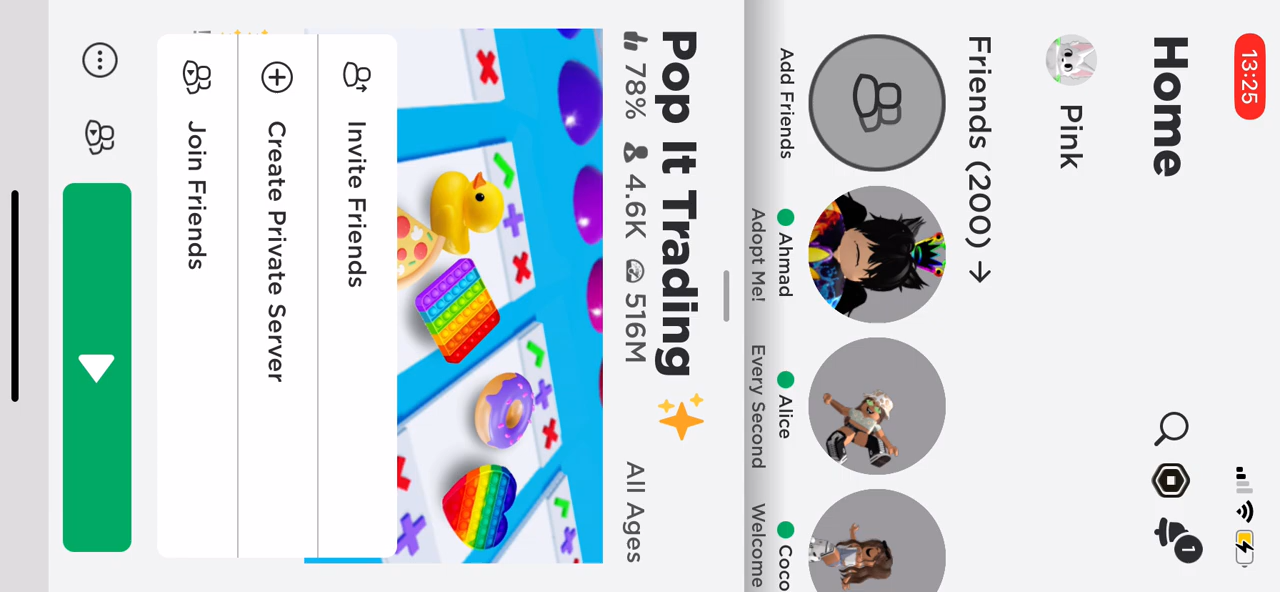 13:25
Home
1
Pink
Friends (200) →
Add Friends
Ahmad
Adopt Me!
Alice
Every Second
Coco
Welcome
Pop It Trading ✨
78% 4.6K 516M All Ages
Invite Friends
Create Private Server
Join Friends